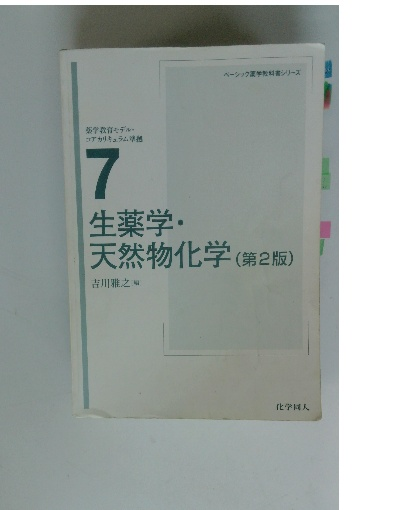 ベーシック薬学教科書シリーズ
薬学教育モデル・
コアカリキュラム準拠
7
生薬学・
天然物化学（第2版）
吉川雅之 編
化学同人